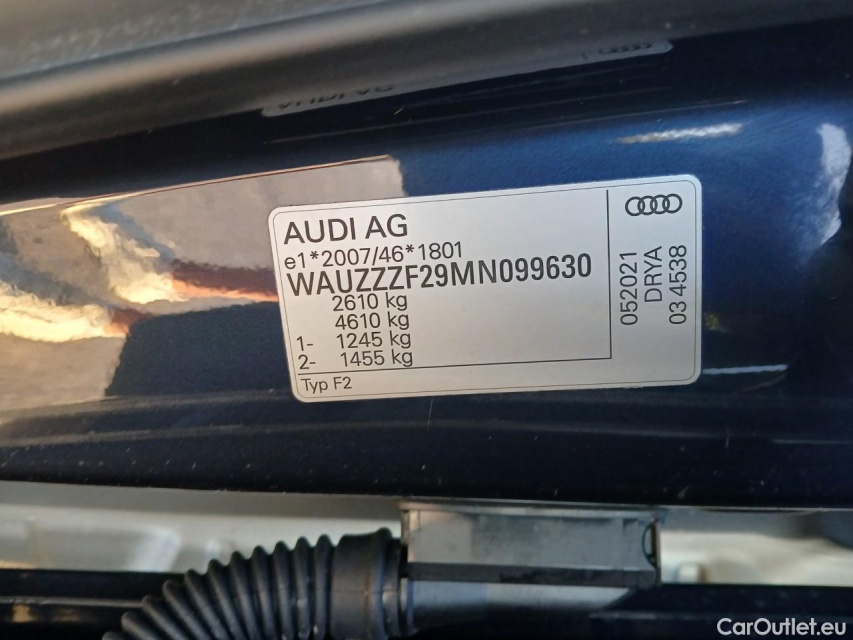 AUDI AG
e1*2007/46*1801
WAUZZZF29MN099630
2610 kg
4610 kg
1- 1245 kg
2- 1455 kg
Typ F2
052021
DRYA
03 4538
CarOutlet.eu